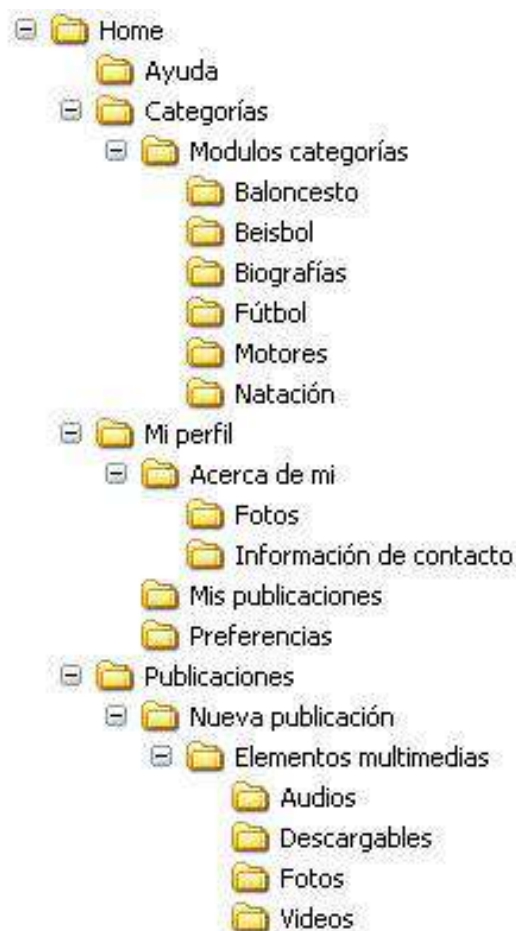 Home
Ayuda
Categorías
Modulos categorías
Baloncesto
Beisbol
Biografías
Fútbol
Motores
Natación
Mi perfil
Acerca de mi
Fotos
Información de contacto
Mis publicaciones
Preferencias
Publicaciones
Nueva publicación
Elementos multimedias
Audios
Descargables
Fotos
Videos